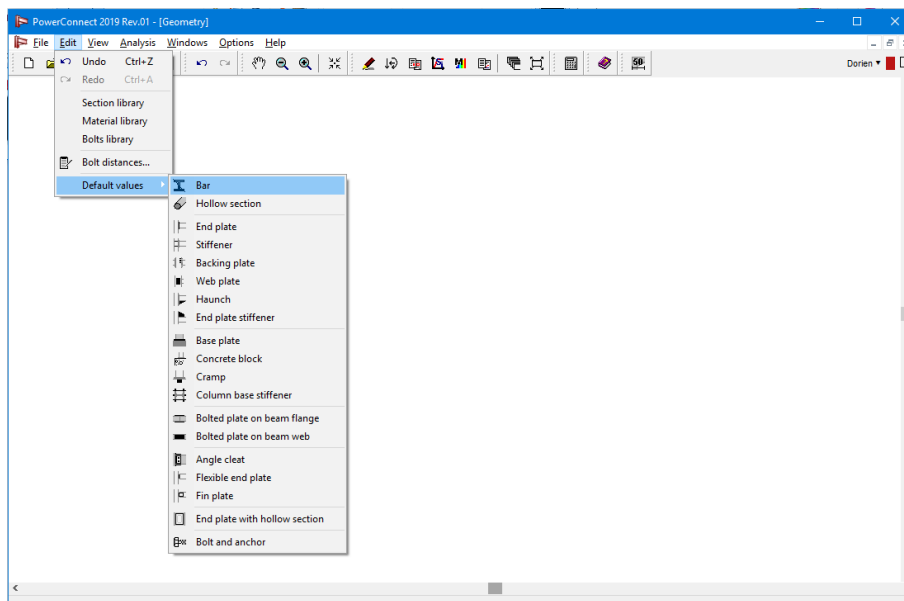 PowerConnect 2019 Rev.01 - [Geometry]
File Edit View Analysis Windows Options Help
Undo Ctrl+Z
Redo Ctrl+A
Section library
Material library
Bolts library
Bolt distances...
Default values
Bar
Hollow section
End plate
Stiffener
Backing plate
Web plate
Haunch
End plate stiffener
Base plate
Concrete block
Cramp
Column base stiffener
Bolted plate on beam flange
Bolted plate on beam web
Angle cleat
Flexible end plate
Fin plate
End plate with hollow section
Bolt and anchor
50
Dorien